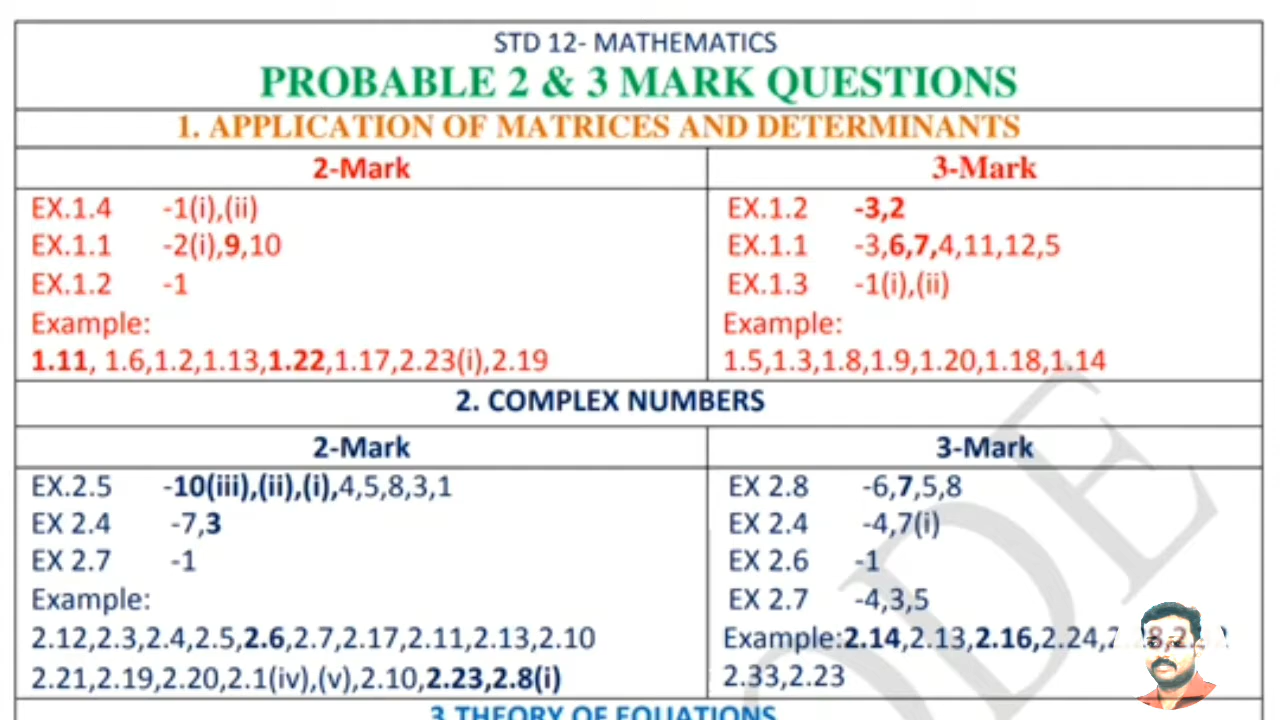 STD 12- MATHEMATICS
PROBABLE 2 & 3 MARK QUESTIONS
1. APPLICATION OF MATRICES AND DETERMINANTS
2-Mark
EX.1.4 -1(i),(ii)
EX.1.1 -2(i),9,10
EX.1.2 -1
Example:
1.11, 1.6,1.2,1.13,1.22,1.17,2.23(i),2.19
3-Mark
EX.1.2 -3,2
EX.1.1 -3,6,7,4,11,12,5
EX.1.3 -1(i),(ii)
Example:
1.5,1.3,1.8,1.9,1.20,1.18,1.14
2. COMPLEX NUMBERS
2-Mark
EX.2.5 -10(iii),(ii),(i),4,5,8,3,1
EX 2.4 -7,3
EX 2.7 -1
Example:
2.12,2.3,2.4,2.5,2.6,2.7,2.17,2.11,2.13,2.10
2.21,2.19,2.20,2.1(iv),(v),2.10,2.23,2.8(i)
3-Mark
EX 2.8 -6,7,5,8
EX 2.4 -4,7(i)
EX 2.6 -1
EX 2.7 -4,3,5
Example:2.14,2.13,2.16,2.24,
2.33,2.23
3.THEORY OF EQUATIONS